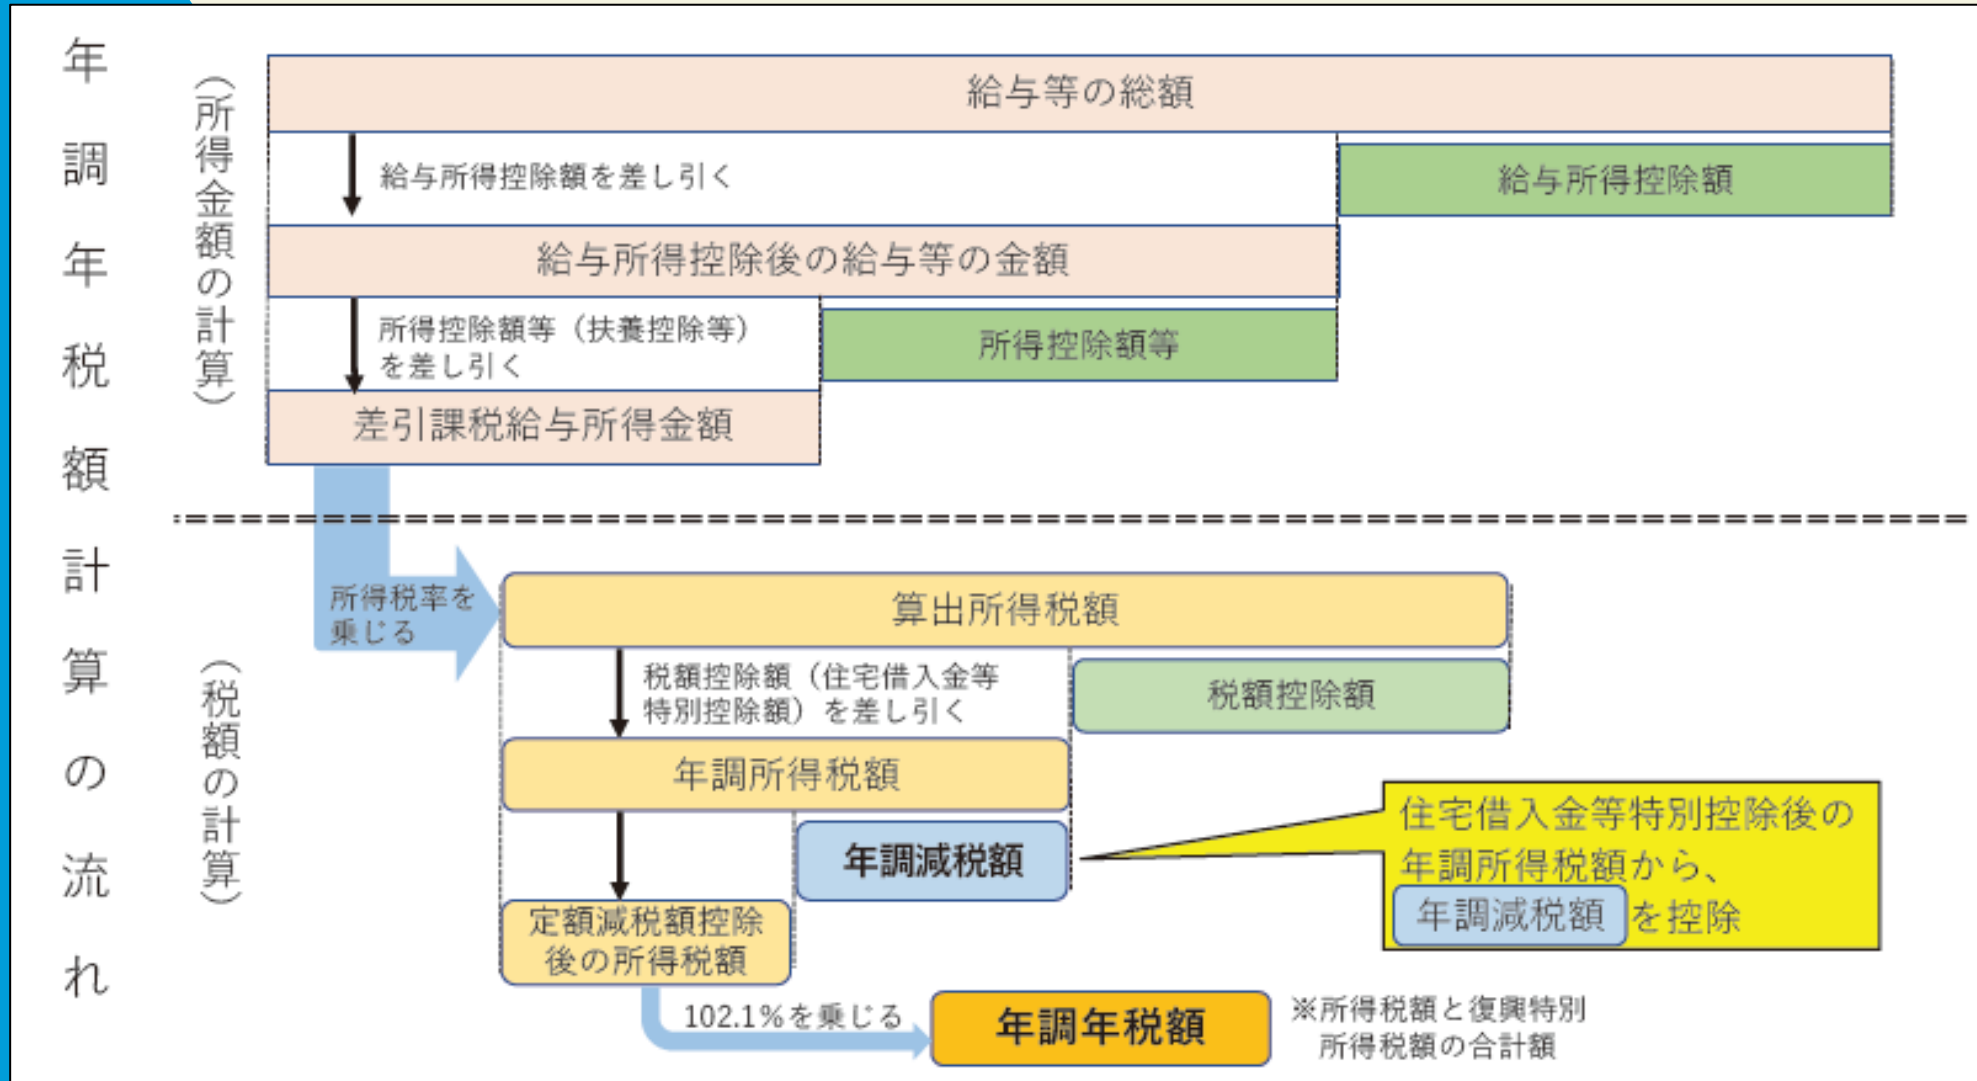 年調年税額計算の流れ
（所得金額の計算）
給与等の総額
給与所得控除額を差し引く
給与所得控除額
給与所得控除後の給与等の金額
所得控除額等（扶養控除等）
を差し引く
所得控除額等
差引課税給与所得金額
（税額の計算）
所得税率を
乗じる
算出所得税額
税額控除額（住宅借入金等
特別控除額）を差し引く
税額控除額
年調所得税額
年調減税額
住宅借入金等特別控除後の
年調所得税額から、
年調減税額 を控除
定額減税額控除
後の所得税額
102.1%を乗じる
年調年税額
※所得税額と復興特別
所得税額の合計額